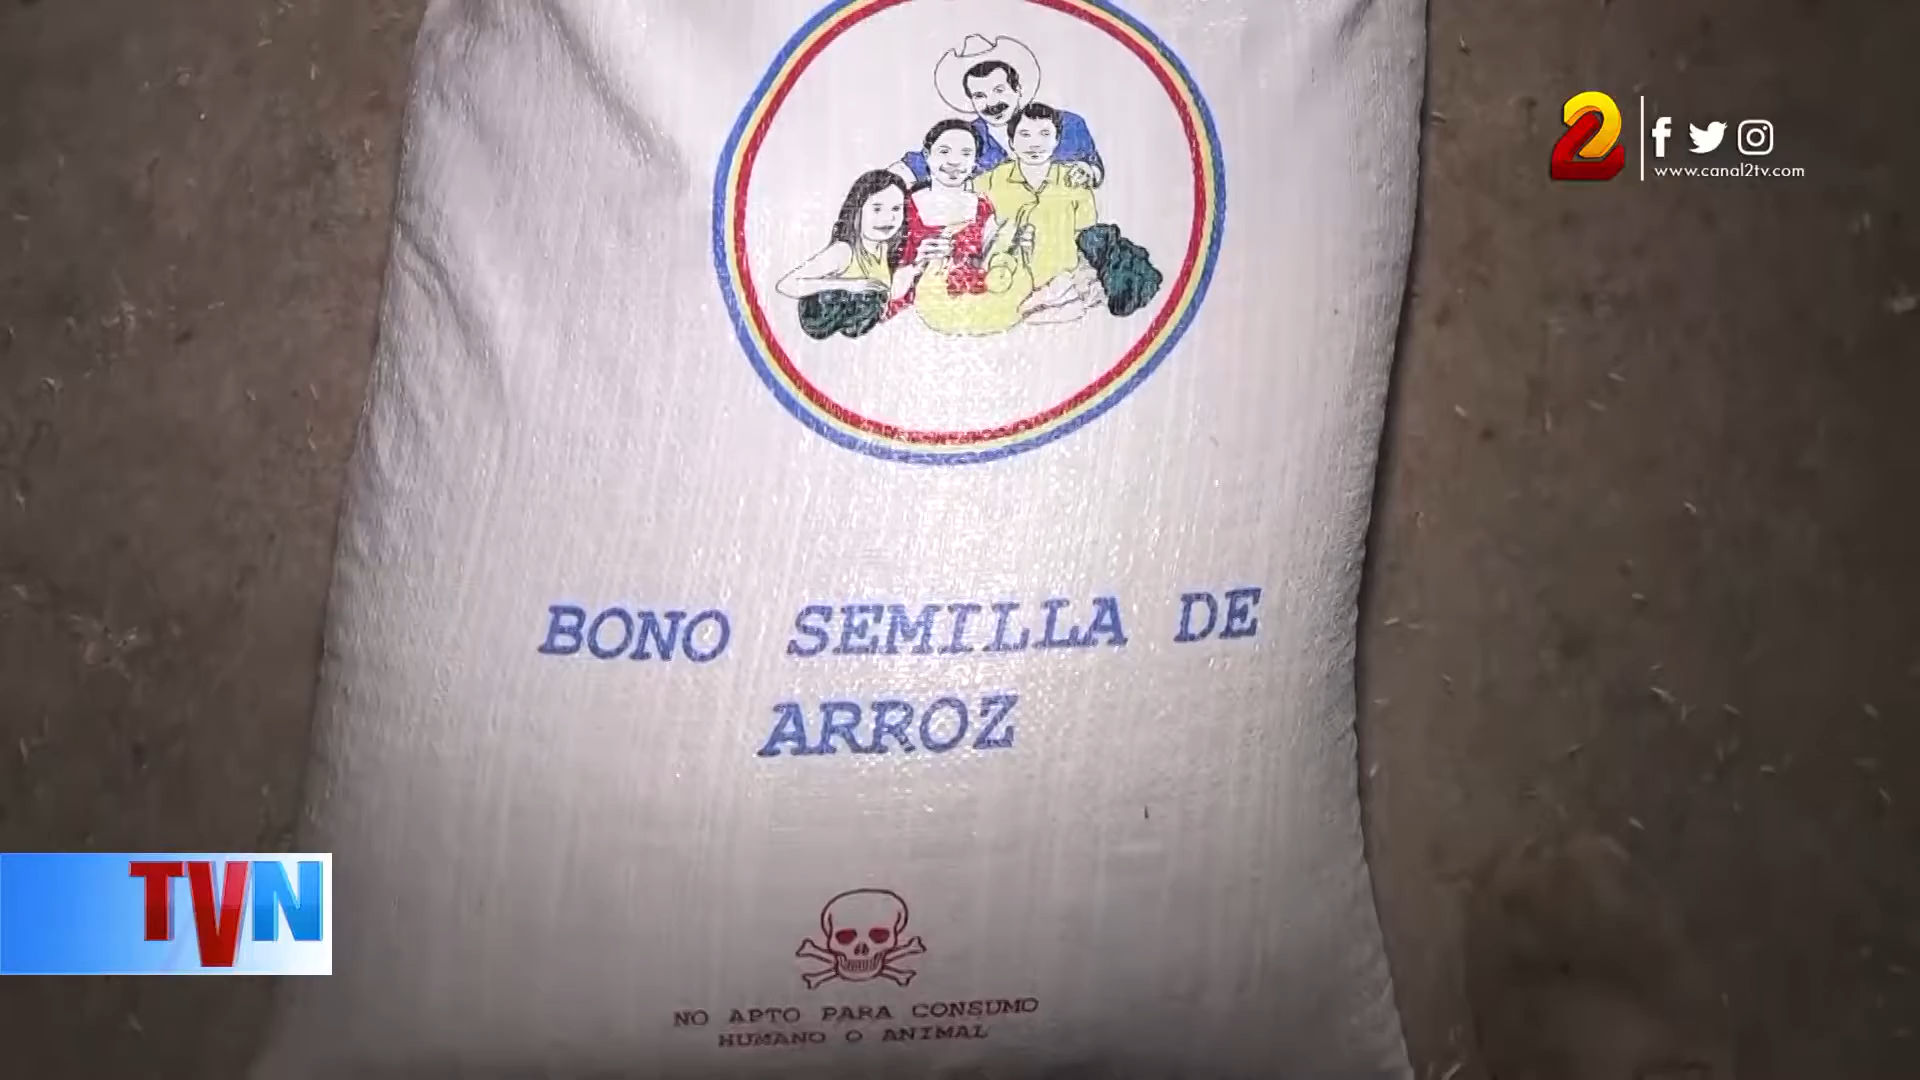 2
www.canal2tv.com
BONO SEMILLA DE
ARROZ
TVN
NO APTO PARA CONSUMO
HUMANO O ANIMAL